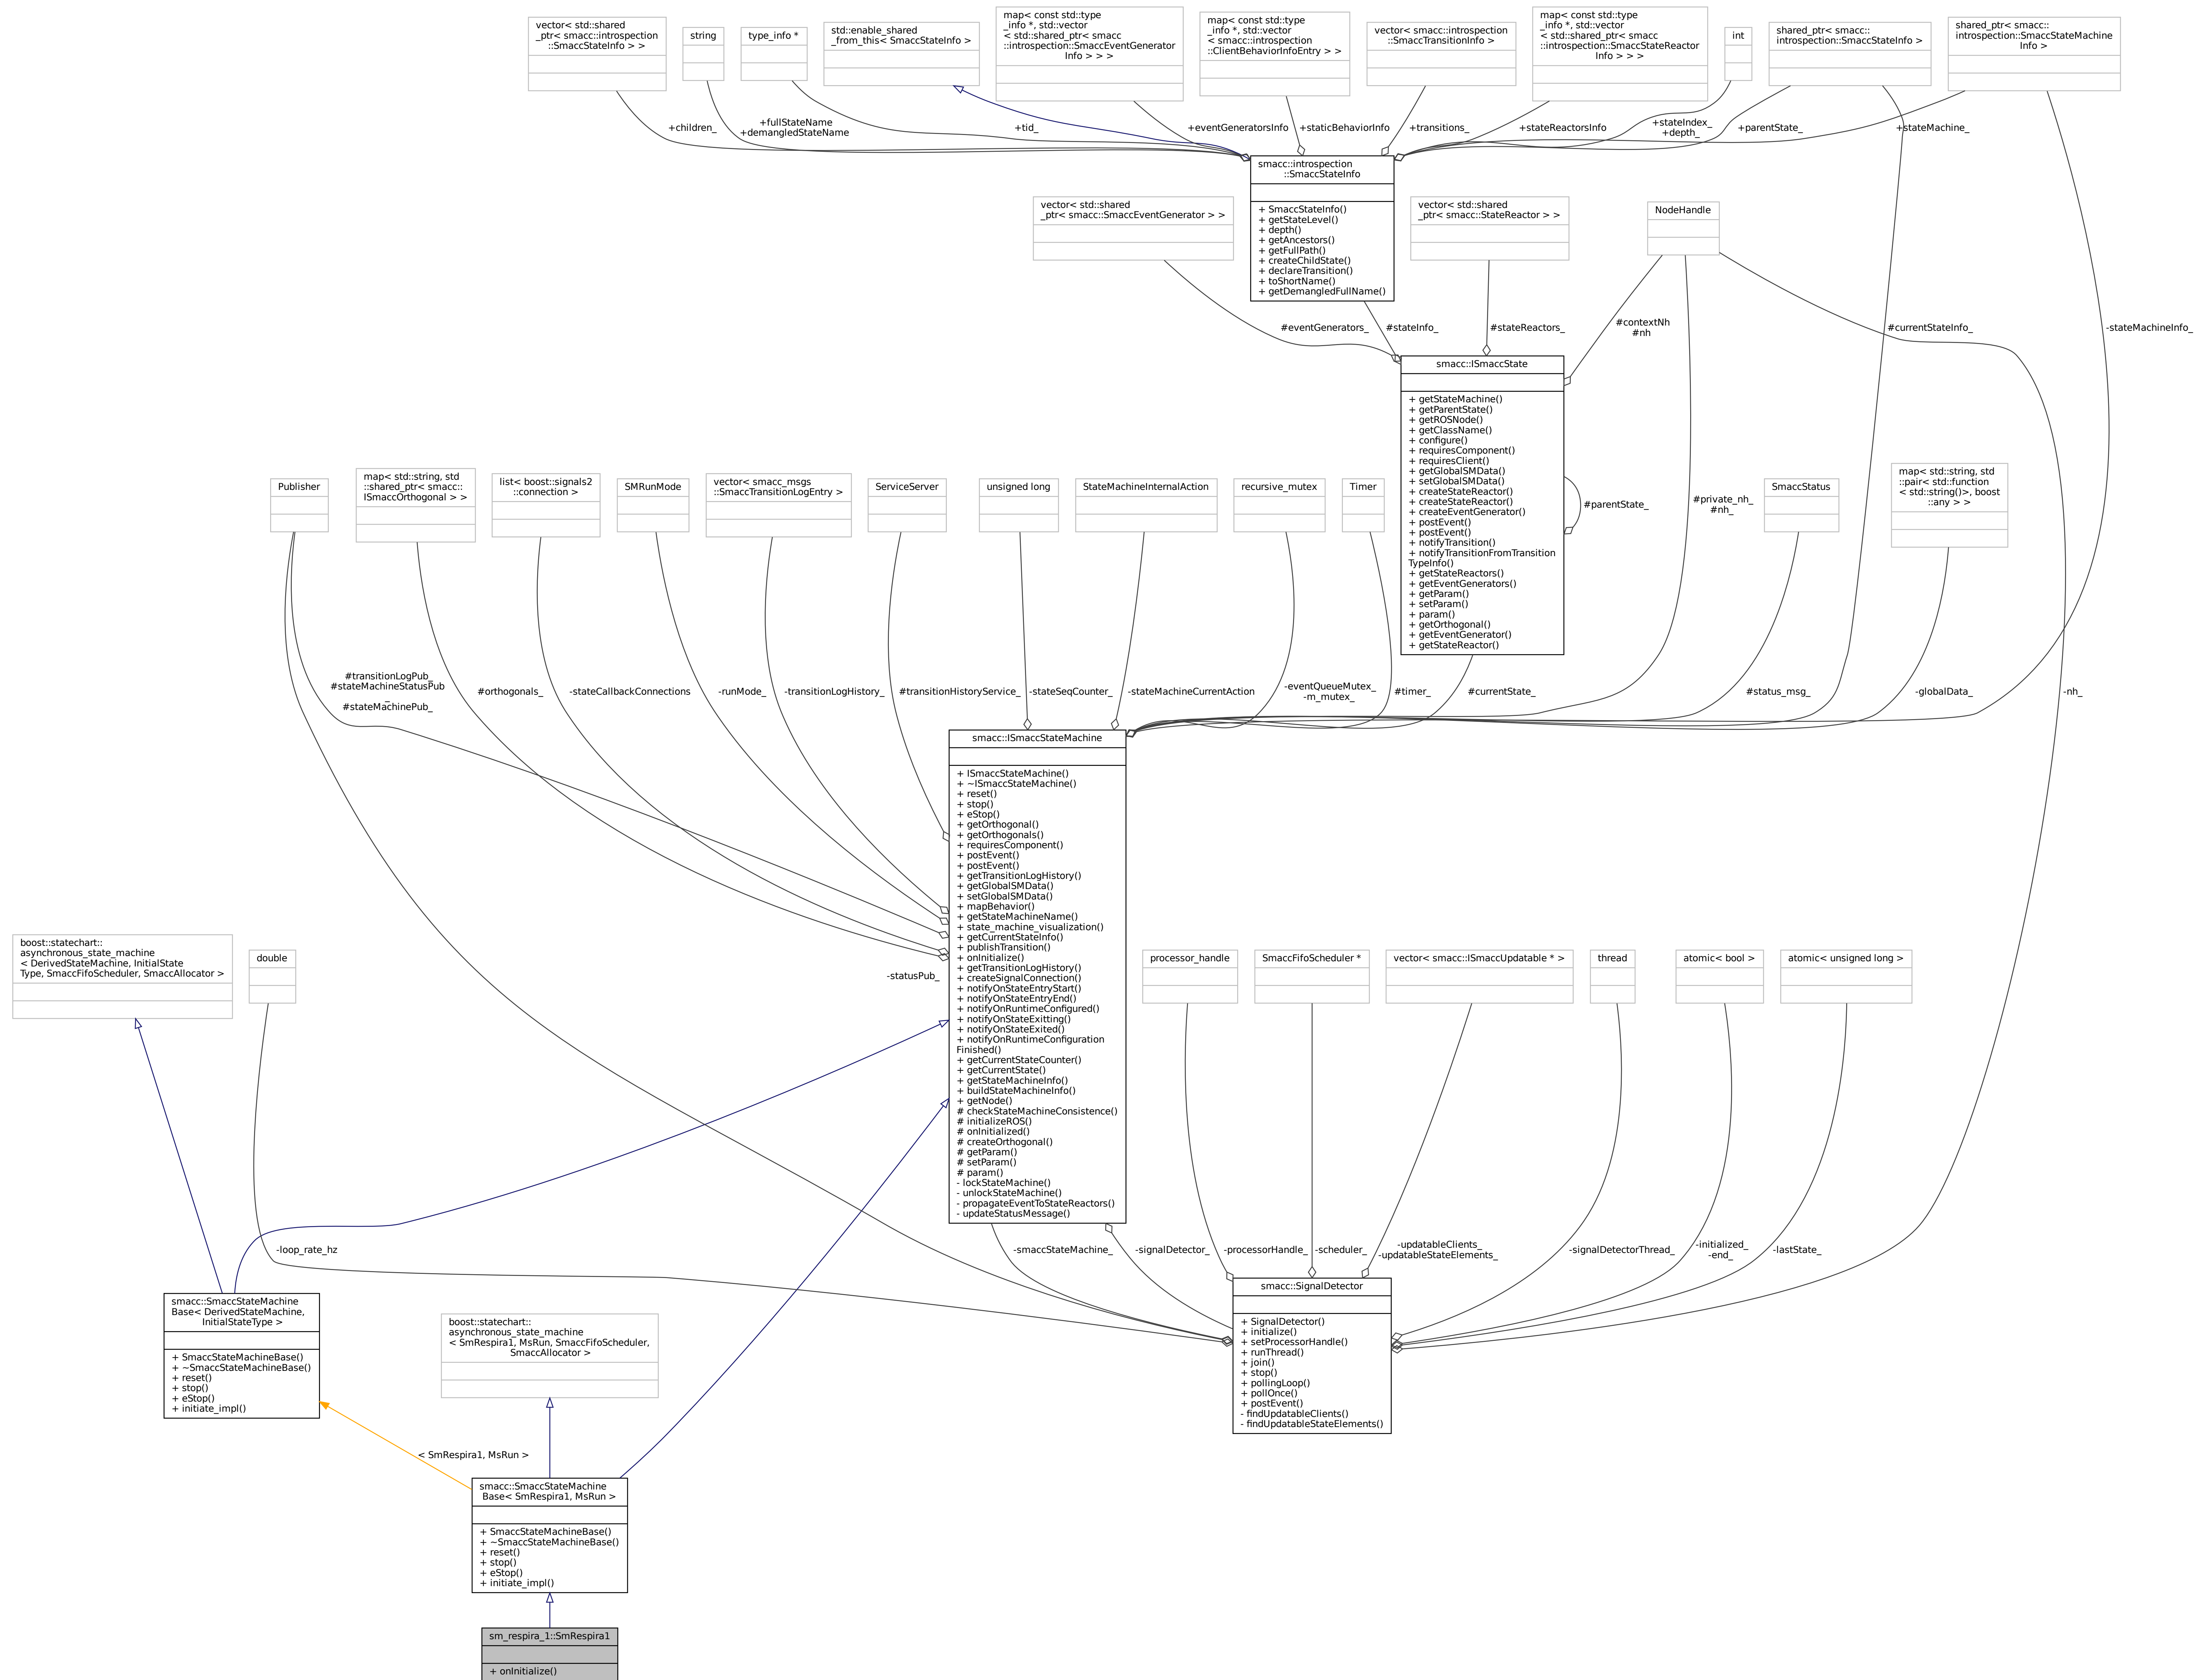 vector< std::shared
_ptr< smacc::introspection
::SmaccStateInfo > >
string
type_info *
std::enable_shared
_from_this< SmaccStateInfo >
map< const std::type
_info *, std::vector
< std::shared_ptr< smacc
::introspection::SmaccEventGenerator
Info > > >
map< const std::type
_info *, std::vector
< smacc::introspection
::ClientBehaviorInfoEntry > >
vector< smacc::introspection
::SmaccTransitionInfo >
map< const std::type
_info *, std::vector
< std::shared_ptr< smacc
::introspection::SmaccStateReactor
Info > > >
int
shared_ptr< smacc::
introspection::SmaccStateInfo >
shared_ptr< smacc::
introspection::SmaccStateMachine
Info >
+children_
+fullStateName
+demangledStateName
+tid_
+eventGeneratorsInfo
+staticBehaviorInfo
+transitions_
+stateReactorsInfo
+stateIndex_
+depth_
+parentState_
+stateMachine_
smacc::introspection
::SmaccStateInfo
+ SmaccStateInfo()
+ getStateLevel()
+ depth()
+ getAncestors()
+ getFullPath()
+ createChildState()
+ declareTransition()
+ toShortName()
+ getDemangledFullName()
vector< std::shared
_ptr< smacc::SmaccEventGenerator > >
vector< std::shared
_ptr< smacc::StateReactor > >
NodeHandle
#eventGenerators_
#stateInfo_
#stateReactors_
#contextNh
#nh
#currentStateInfo_
-stateMachineInfo_
smacc::ISmaccState
+ getStateMachine()
+ getParentState()
+ getROSNode()
+ getClassName()
+ configure()
+ requiresComponent()
+ requiresClient()
+ getGlobalSMData()
+ setGlobalSMData()
+ createStateReactor()
+ createStateReactor()
+ createEventGenerator()
+ postEvent()
+ postEvent()
+ notifyTransition()
+ notifyTransitionFromTransition
TypeInfo()
+ getStateReactors()
+ getEventGenerators()
+ getParam()
+ setParam()
+ param()
+ getOrthogonal()
+ getEventGenerator()
+ getStateReactor()
#parentState_
#private_nh_
#nh_
Publisher
map< std::string, std
::shared_ptr< smacc::
ISmaccOrthogonal > >
list< boost::signals2
::connection >
SMRunMode
vector< smacc_msgs
::SmaccTransitionLogEntry >
ServiceServer
unsigned long
StateMachineInternalAction
recursive_mutex
Timer
SmaccStatus
map< std::string, std
::pair< std::function
< std::string()>, boost
::any > >
#transitionLogPub_
#stateMachineStatusPub
_
#stateMachinePub_
#orthogonals_
-stateCallbackConnections
-runMode_
-transitionLogHistory_
#transitionHistoryService_
-stateSeqCounter_
-stateMachineCurrentAction
-eventQueueMutex_
-m_mutex_
#timer_
#currentState_
#status_msg_
-globalData_
-nh_
smacc::ISmaccStateMachine
+ ISmaccStateMachine()
+ ~ISmaccStateMachine()
+ reset()
+ stop()
+ eStop()
+ getOrthogonal()
+ getOrthogonals()
+ requiresComponent()
+ postEvent()
+ postEvent()
+ getTransitionLogHistory()
+ getGlobalSMData()
+ setGlobalSMData()
+ mapBehavior()
+ getStateMachineName()
+ state_machine_visualization()
+ getCurrentStateInfo()
+ publishTransition()
+ onInitialize()
+ getTransitionLogHistory()
+ createSignalConnection()
+ notifyOnStateEntryStart()
+ notifyOnStateEntryEnd()
+ notifyOnRuntimeConfigured()
+ notifyOnStateExitting()
+ notifyOnStateExited()
+ notifyOnRuntimeConfiguration
Finished()
+ getCurrentStateCounter()
+ getCurrentState()
+ getStateMachineInfo()
+ buildStateMachineInfo()
+ getNode()
# checkStateMachineConsistence()
# initializeROS()
# onInitialized()
# createOrthogonal()
# getParam()
# setParam()
# param()
- lockStateMachine()
- unlockStateMachine()
- propagateEventToStateReactors()
- updateStatusMessage()
boost::statechart::
asynchronous_state_machine
< DerivedStateMachine, InitialState
Type, SmaccFifoScheduler, SmaccAllocator >
double
-statusPub_
processor_handle
SmaccFifoScheduler *
vector< smacc::ISmaccUpdatable * >
thread
atomic< bool >
atomic< unsigned long >
-loop_rate_hz
-smaccStateMachine_
-signalDetector_
-processorHandle_
-scheduler_
-updatableClients_
-updatableStateElements_
-signalDetectorThread_
-initialized_
-end_
-lastState_
smacc::SignalDetector
+ SignalDetector()
+ initialize()
+ setProcessorHandle()
+ runThread()
+ join()
+ stop()
+ pollingLoop()
+ pollOnce()
+ postEvent()
- findUpdatableClients()
- findUpdatableStateElements()
smacc::SmaccStateMachine
Base< DerivedStateMachine,
InitialStateType >
+ SmaccStateMachineBase()
+ ~SmaccStateMachineBase()
+ reset()
+ stop()
+ eStop()
+ initiate_impl()
boost::statechart::
asynchronous_state_machine
< SmRespira1, MsRun, SmaccFifoScheduler,
SmaccAllocator >
< SmRespira1, MsRun >
smacc::SmaccStateMachine
Base< SmRespira1, MsRun >
+ SmaccStateMachineBase()
+ ~SmaccStateMachineBase()
+ reset()
+ stop()
+ eStop()
+ initiate_impl()
sm_respira_1::SmRespira1
+ onInitialize()